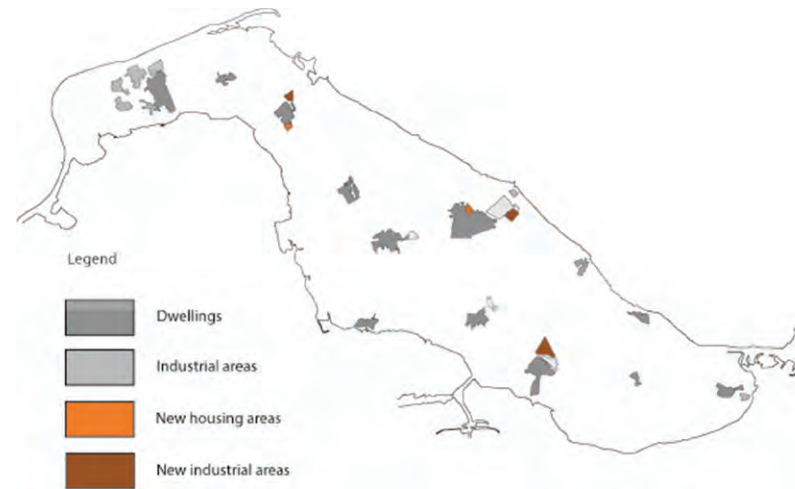 Legend
Dwellings
Industrial areas
New housing areas
New industrial areas